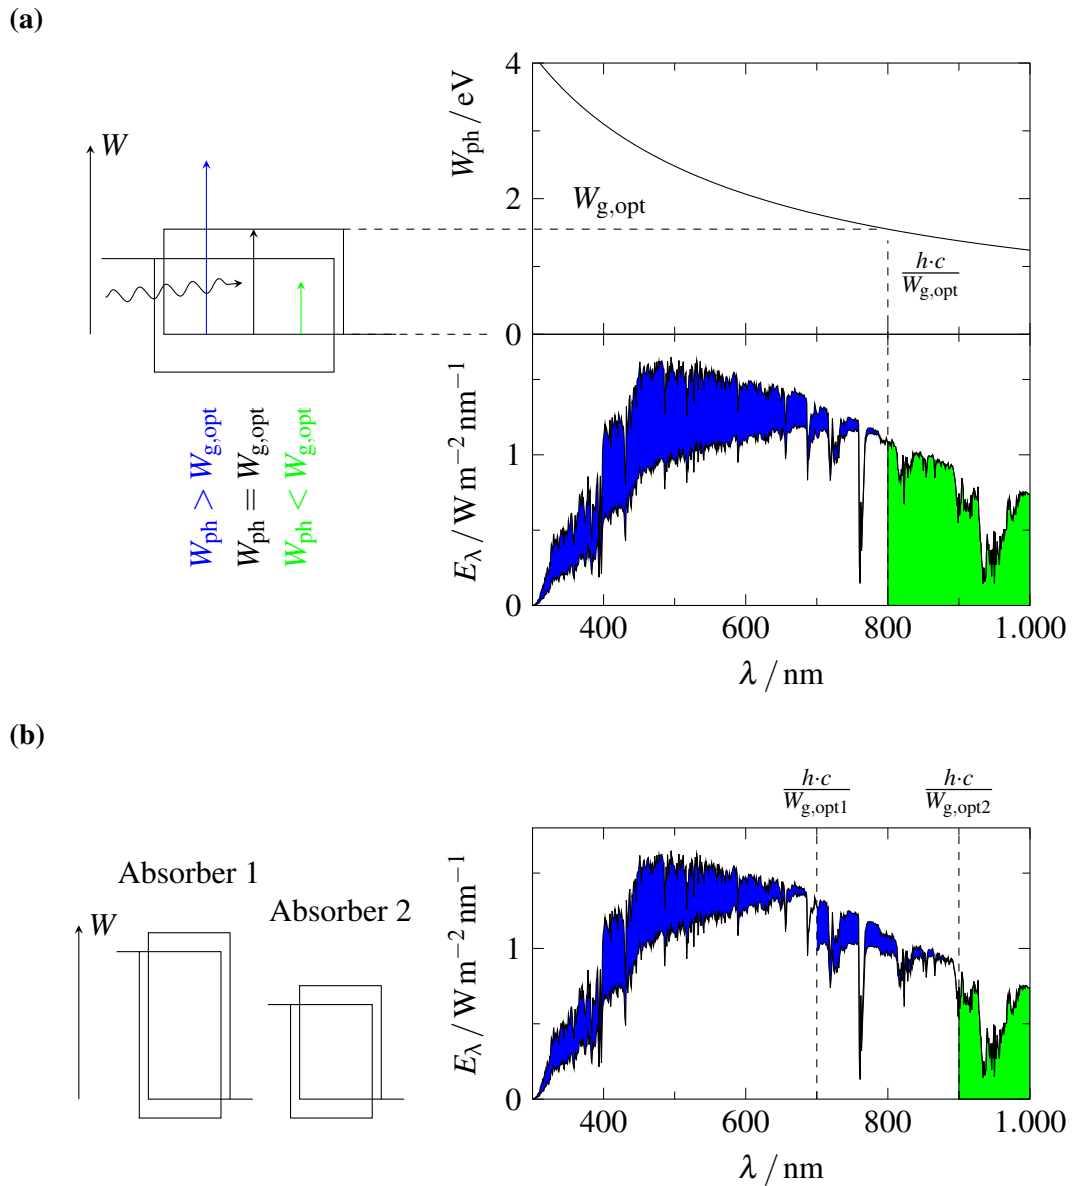 (a)
4
2
0
W_ph / eV
W
W_g,opt
h·c
W_g,opt
W_ph > W_g,opt
W_ph = W_g,opt
W_ph < W_g,opt
1
0
E_λ / W m−2 nm−1
400
600
800
1.000
λ / nm
(b)
h·c
W_g,opt1
h·c
W_g,opt2
Absorber 1
Absorber 2
W
1
0
E_λ / W m−2 nm−1
400
600
800
1.000
λ / nm